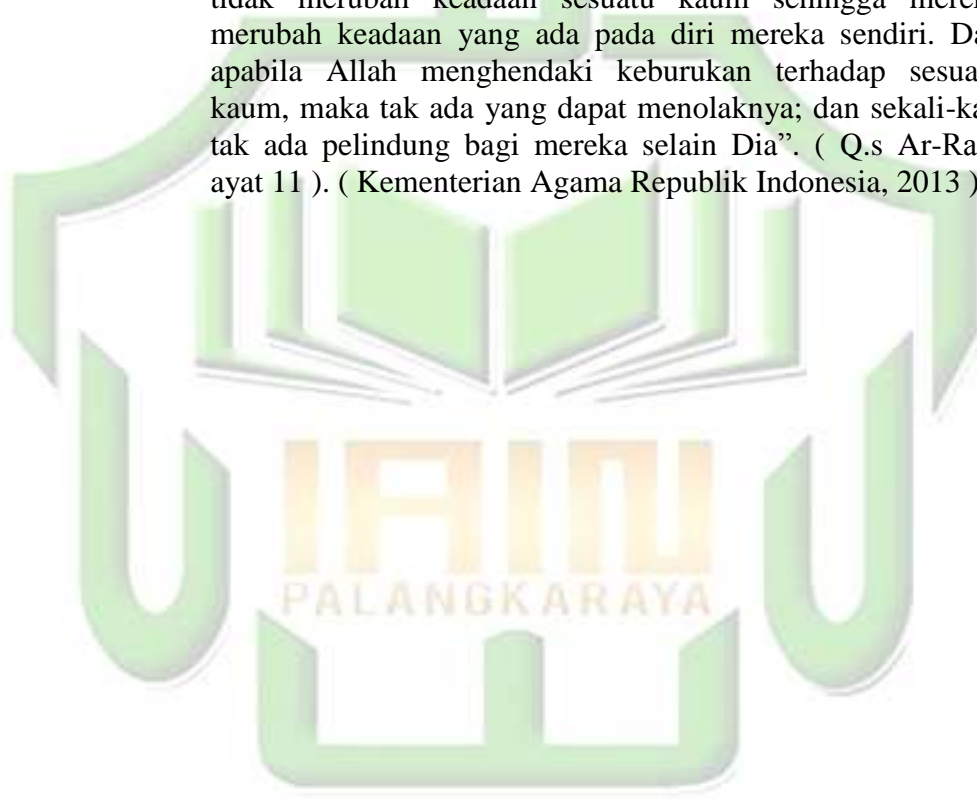 tidak merubah keadaan sesuatu kaum sehingga
merubah keadaan yang ada pada diri mereka sendiri.
apabila Allah menghendaki keburukan terhadap
kaum, maka tak ada yang dapat menolaknya; dan
tak ada pelindung bagi mereka selain Dia”. ( Q.s
ayat 11 ). ( Kementerian Agama Republik Indonesia, 2013 )
IAIN
PALANGKARAYA